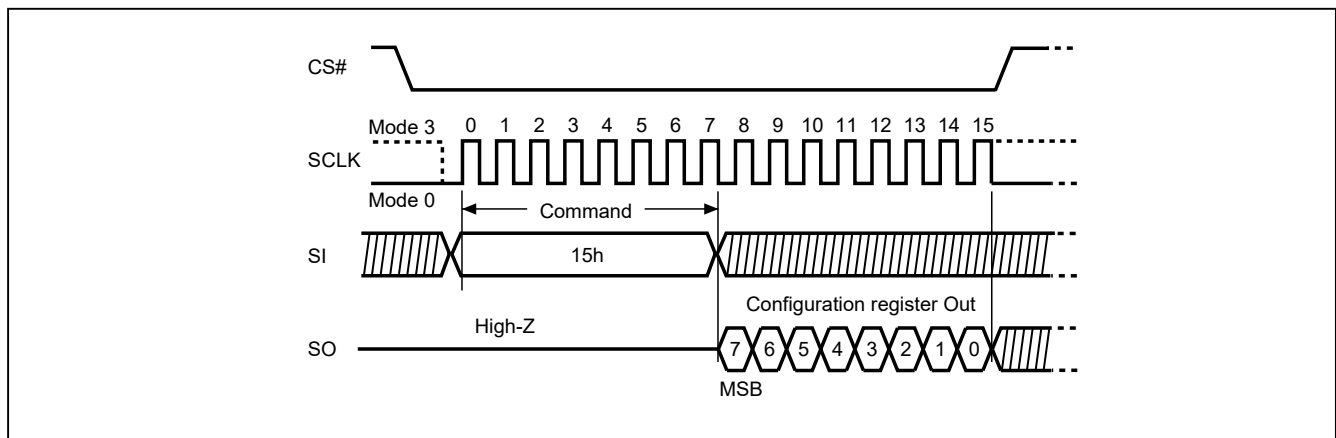 CS#
Mode 3 0 1 2 3 4 5 6 7 8 9 10 11 12 13 14 15
SCLK
Mode 0
Command
SI 15h
Configuration register Out
High-Z
SO 7 6 5 4 3 2 1 0
MSB